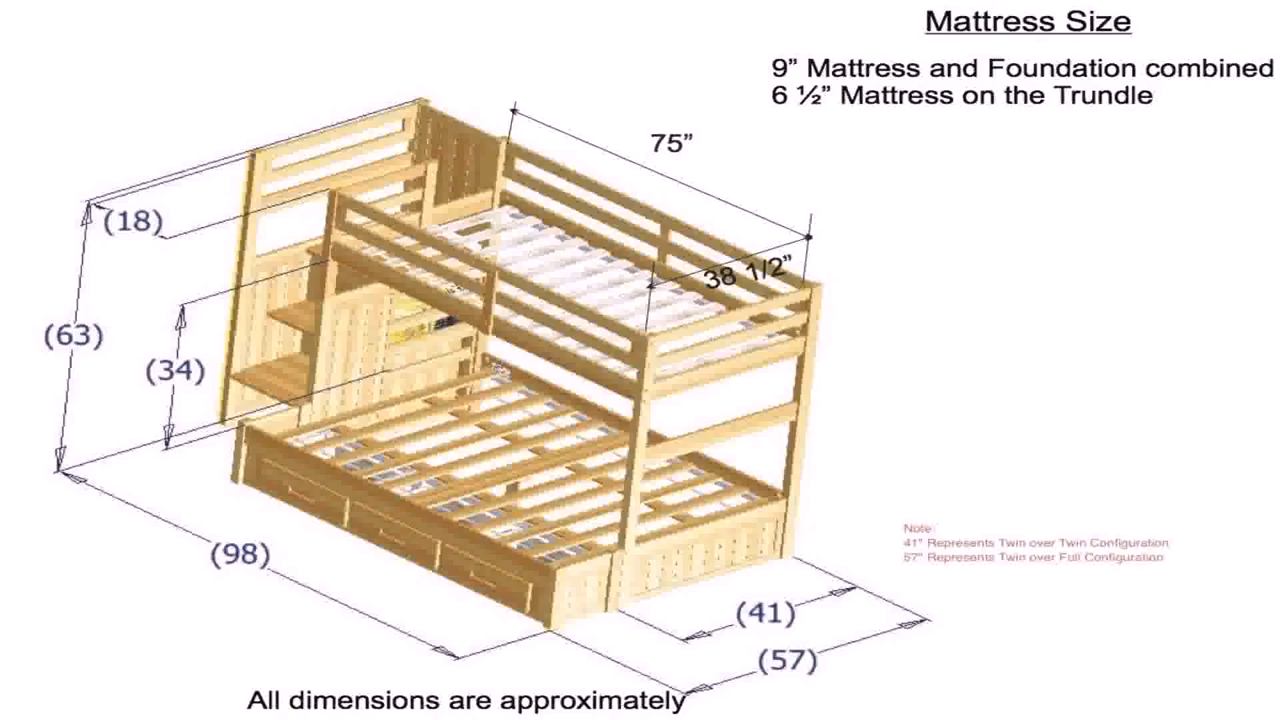 Mattress Size
9” Mattress and Foundation combined
6 ½” Mattress on the Trundle
75”
(18)
38 1/2”
(63)
(34)
Note:
41" Represents Twin over Twin Configuration
57" Represents Twin over Full Configuration
(98)
(41)
(57)
All dimensions are approximately